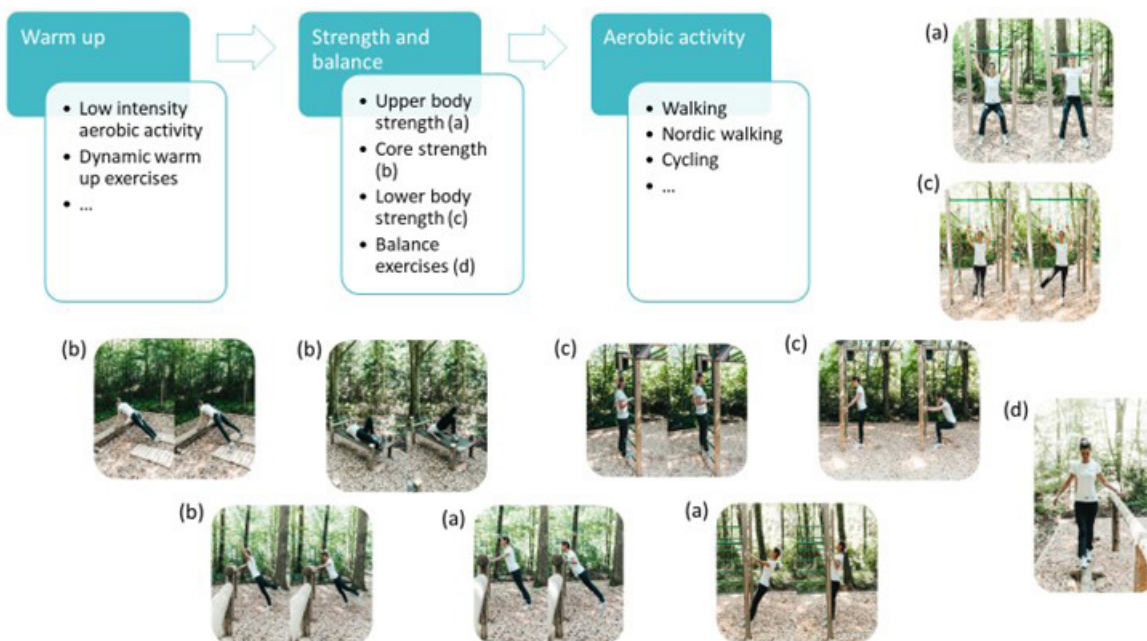 Warm up
• Low intensity
aerobic activity
• Dynamic warm
up exercises
• ...
Strength and
balance
• Upper body
strength (a)
• Core strength
(b)
• Lower body
strength (c)
• Balance
exercises (d)
Aerobic activity
• Walking
• Nordic walking
• Cycling
• ...
(a)
(c)
(b)
(b)
(c)
(c)
(d)
(b)
(a)
(a)